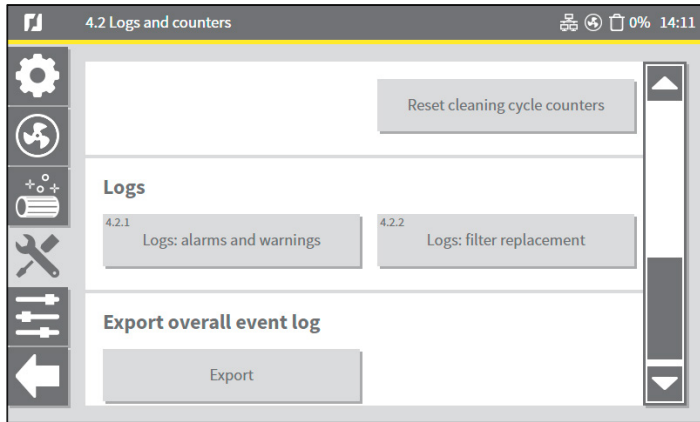 4.2 Logs and counters
0% 14:11
Reset cleaning cycle counters
Logs
4.2.1
Logs: alarms and warnings
4.2.2
Logs: filter replacement
Export overall event log
Export